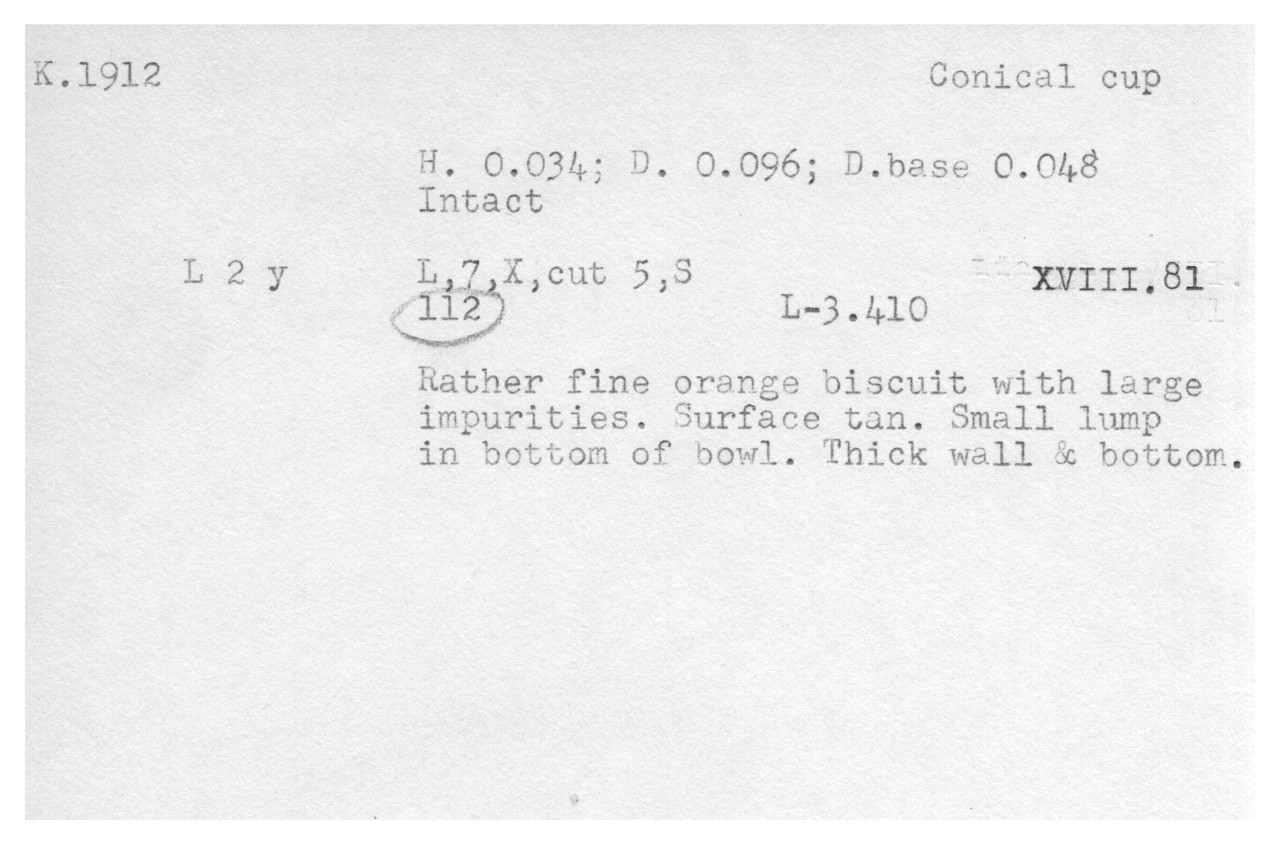 K.1912 Conical cup
H. 0.034; D. 0.096; D.base 0.048
Intact
L 2 y L,7,X,cut 5,S XVIII.81
112 L-3.410
Rather fine orange biscuit with large
impurities. Surface tan. Small lump
in bottom of bowl. Thick wall & bottom.